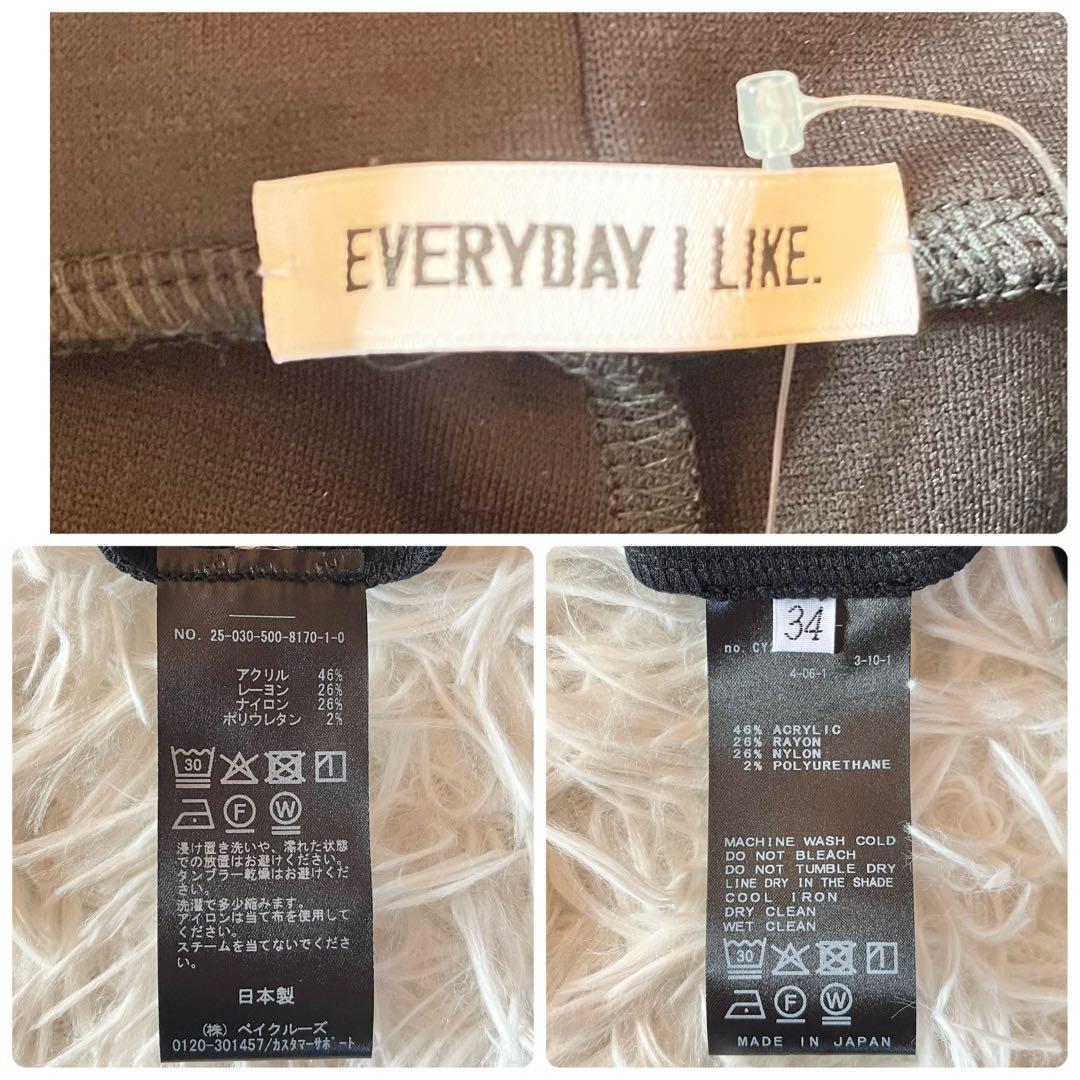 EVERYDAY I LIKE.
NO. 25-030-500-8170-1-0
アクリル 46%
レーヨン 26%
ナイロン 26%
ポリウレタン 2%
30
F W
浸け置き洗いや、濡れた状態
での放置はお避けください。
タンブラー乾燥はお避けくだ
さい。
洗濯で多少縮みます。
アイロンは当て布を使用して
ください。
スチームを当てないでくださ
い。
日本製
(株) ベイクルーズ
0120-301457/カスタマーサポート
34
no. CY 3-10-1
4-06-1
46% ACRYLIC
26% RAYON
26% NYLON
2% POLYURETHANE
MACHINE WASH COLD
DO NOT BLEACH
DO NOT TUMBLE DRY
LINE DRY IN THE SHADE
COOL IRON
DRY CLEAN
WET CLEAN
30
F W
MADE IN JAPAN